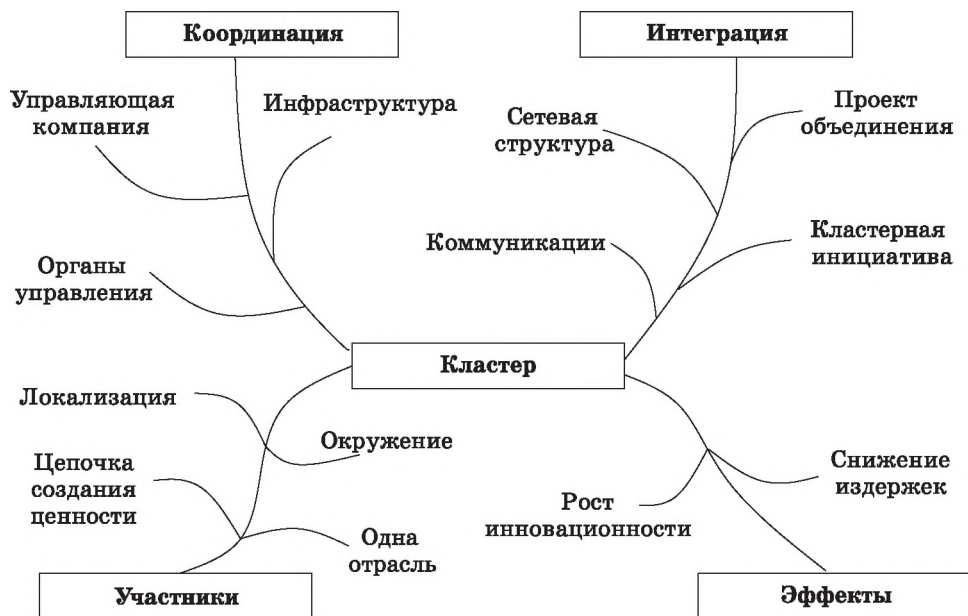 Координация
Интеграция
Управляющая
компания
Инфраструктура
Сетевая
структура
Проект
объединения
Органы
управления
Коммуникации
Кластерная
инициатива
Кластер
Локализация
Окружение
Цепочка
создания
ценности
Одна
отрасль
Рост
инновационности
Снижение
издержек
Участники
Эффекты